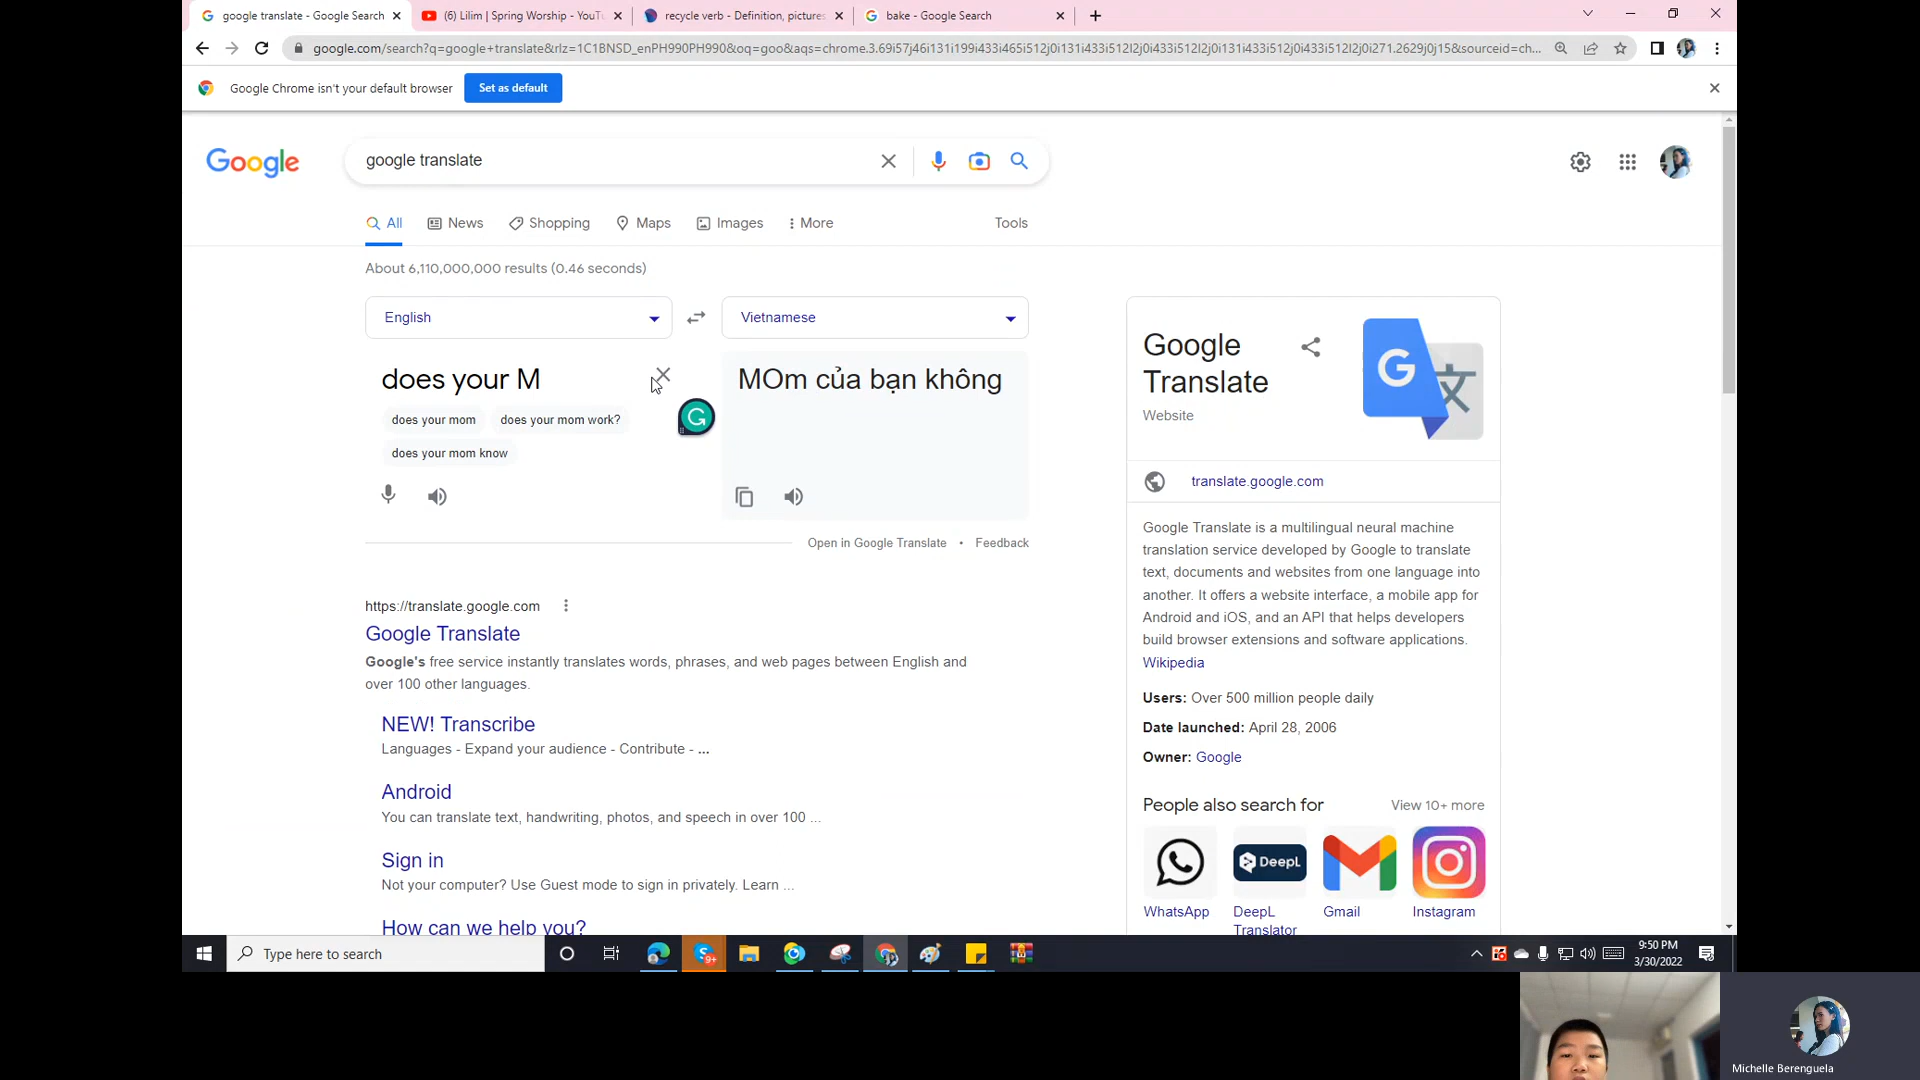 google translate - Google Search
(6) Lilim | Spring Worship - YouTu
recycle verb - Definition, pictures
bake - Google Search
google.com/search?q=google+translate&rlz=1C1BNSD_enPH990PH990&oq=goo&aqs=chrome.3.69i57j46i131i199i433i465i512j0i131i433i512l2j0i433i512l2j0i131i433i512j0i433i512l2j0i271.2629j0j15&sourceid=ch...
Google Chrome isn't your default browser
Set as default
Google
google translate
All
News
Shopping
Maps
Images
More
Tools
About 6,110,000,000 results (0.46 seconds)
English
Vietnamese
does your M
MOm của bạn không
does your mom
does your mom work?
does your mom know
Open in Google Translate • Feedback
https://translate.google.com
Google Translate
Google's free service instantly translates words, phrases, and web pages between English and
over 100 other languages.
NEW! Transcribe
Languages - Expand your audience - Contribute - ...
Android
You can translate text, handwriting, photos, and speech in over 100 ...
Sign in
Not your computer? Use Guest mode to sign in privately. Learn ...
How can we help you?
Google
Translate
Website
translate.google.com
Google Translate is a multilingual neural machine
translation service developed by Google to translate
text, documents and websites from one language into
another. It offers a website interface, a mobile app for
Android and iOS, and an API that helps developers
build browser extensions and software applications.
Wikipedia
Users: Over 500 million people daily
Date launched: April 28, 2006
Owner: Google
People also search for
View 10+ more
DeepL
WhatsApp
DeepL
Translator
Gmail
Instagram
Type here to search
9+
9:50 PM
3/30/2022
Michelle Berenguela